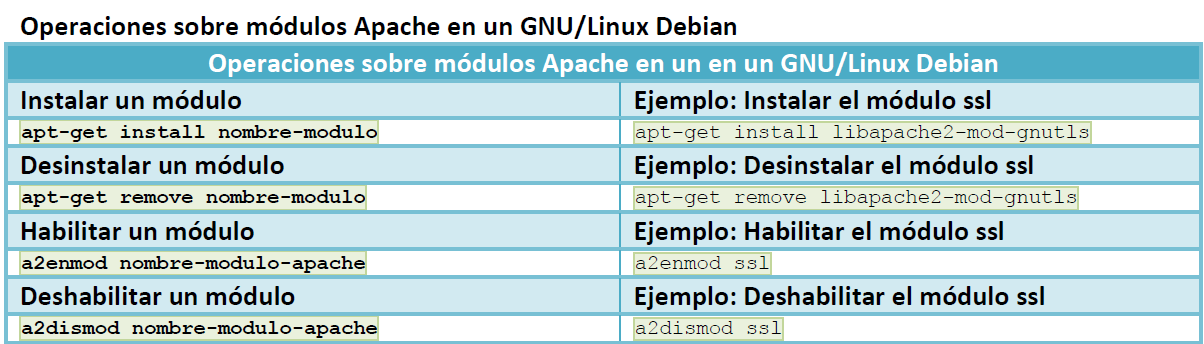 Operaciones sobre módulos Apache en un GNU/Linux Debian
Operaciones sobre módulos Apache en un en un GNU/Linux Debian
Instalar un módulo
Ejemplo: Instalar el módulo ssl
apt-get install nombre-modulo
apt-get install libapache2-mod-gnutls
Desinstalar un módulo
Ejemplo: Desinstalar el módulo ssl
apt-get remove nombre-modulo
apt-get remove libapache2-mod-gnutls
Habilitar un módulo
Ejemplo: Habilitar el módulo ssl
a2enmod nombre-modulo-apache
a2enmod ssl
Deshabilitar un módulo
Ejemplo: Deshabilitar el módulo ssl
a2dismod nombre-modulo-apache
a2dismod ssl